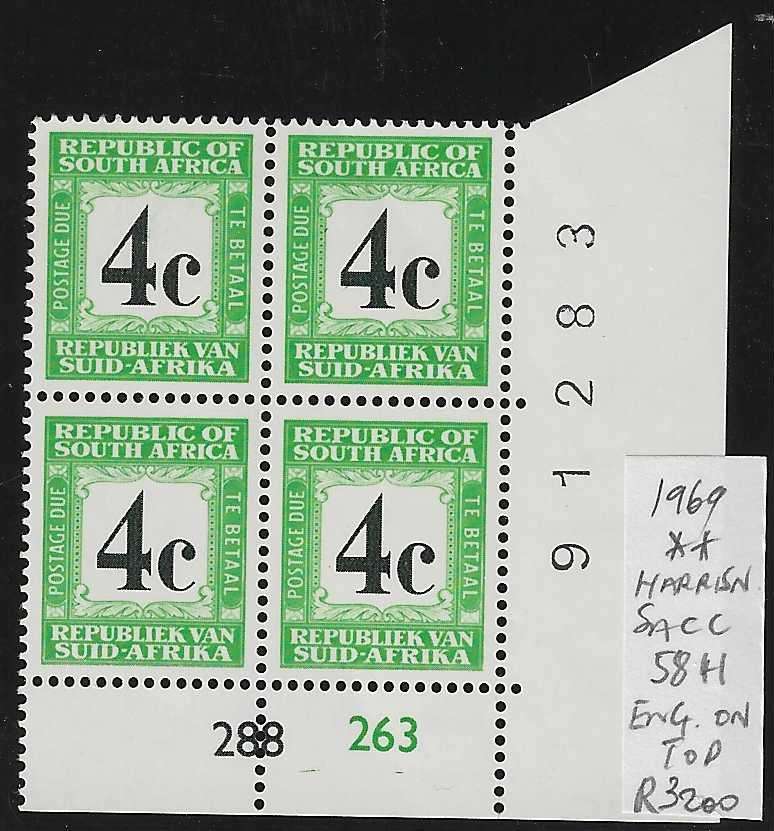 REPUBLIC OF
SOUTH AFRICA
POSTAGE DUE
4c
TE BETAAL
REPUBLIEK VAN
SUID-AFRIKA
REPUBLIC OF
SOUTH AFRICA
POSTAGE DUE
4c
TE BETAAL
REPUBLIEK VAN
SUID-AFRIKA
REPUBLIC OF
SOUTH AFRICA
POSTAGE DUE
4c
TE BETAAL
REPUBLIEK VAN
SUID-AFRIKA
REPUBLIC OF
SOUTH AFRICA
POSTAGE DUE
4c
TE BETAAL
REPUBLIEK VAN
SUID-AFRIKA
288 263
9 1 2 8 3
1969
**
HARRISN.
SACC
58H
ENG. ON
TOP
R3200